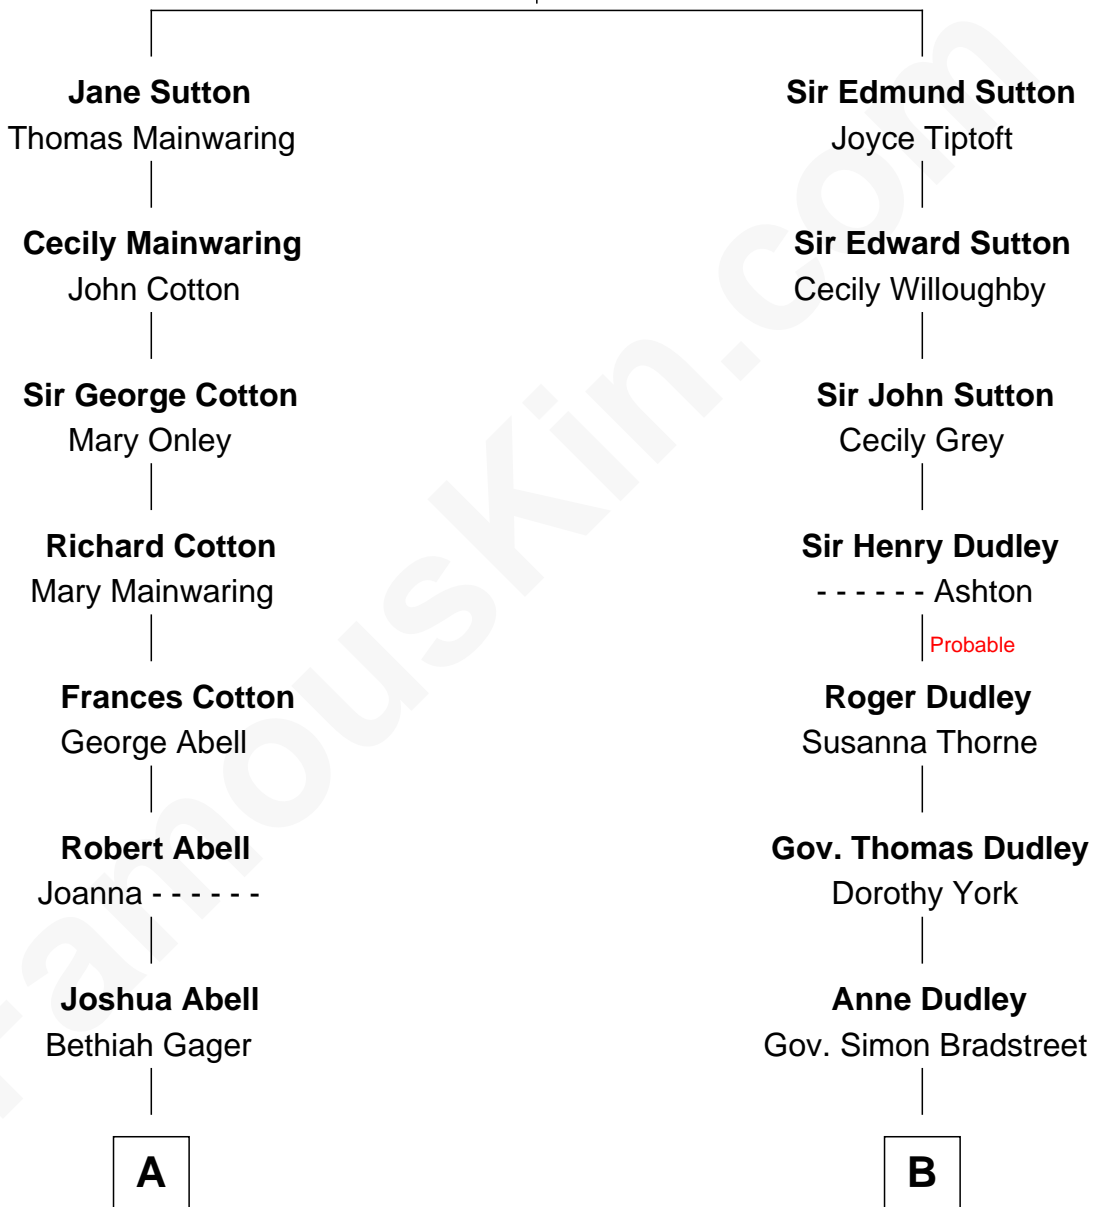 Jane Sutton
Thomas Mainwaring
Cecily Mainwaring
John Cotton
Sir George Cotton
Mary Onley
Richard Cotton
Mary Mainwaring
Frances Cotton
George Abell
Robert Abell
Joanna - - - - - -
Joshua Abell
Bethiah Gager
A
Sir Edmund Sutton
Joyce Tiptoft
Sir Edward Sutton
Cecily Willoughby
Sir John Sutton
Cecily Grey
Sir Henry Dudley
- - - - - - Ashton
Probable
Roger Dudley
Susanna Thorne
Gov. Thomas Dudley
Dorothy York
Anne Dudley
Gov. Simon Bradstreet
B
FamousKin.com